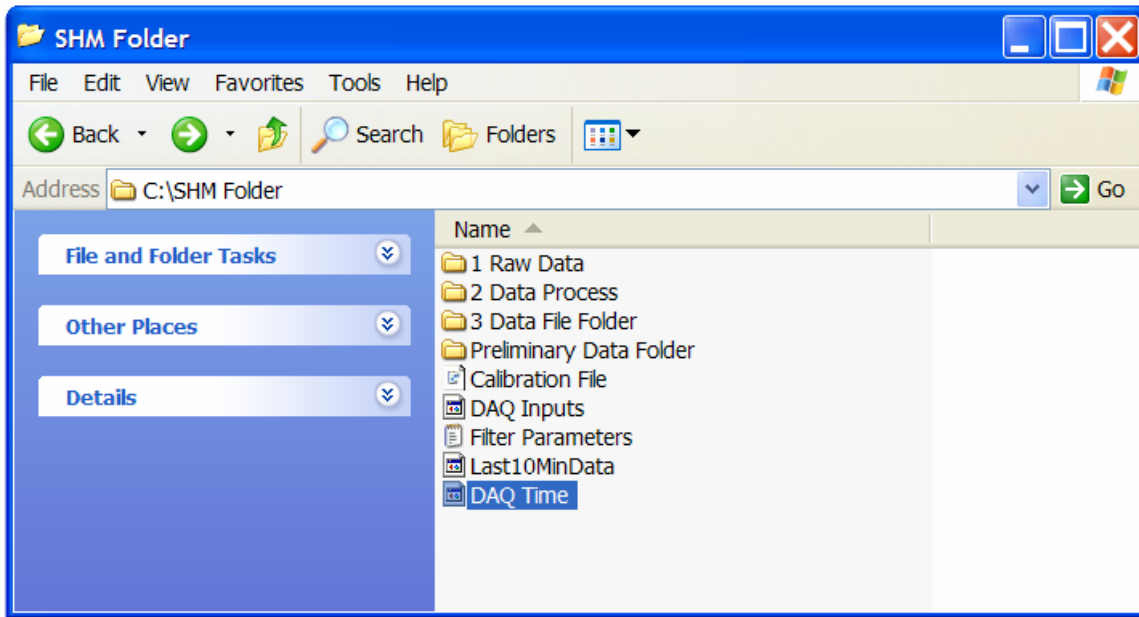 SHM Folder
File Edit View Favorites Tools Help
Back Search Folders
Address C:\SHM Folder Go
Name
File and Folder Tasks
Other Places
Details
1 Raw Data
2 Data Process
3 Data File Folder
Preliminary Data Folder
Calibration File
DAQ Inputs
Filter Parameters
Last10MinData
DAQ Time